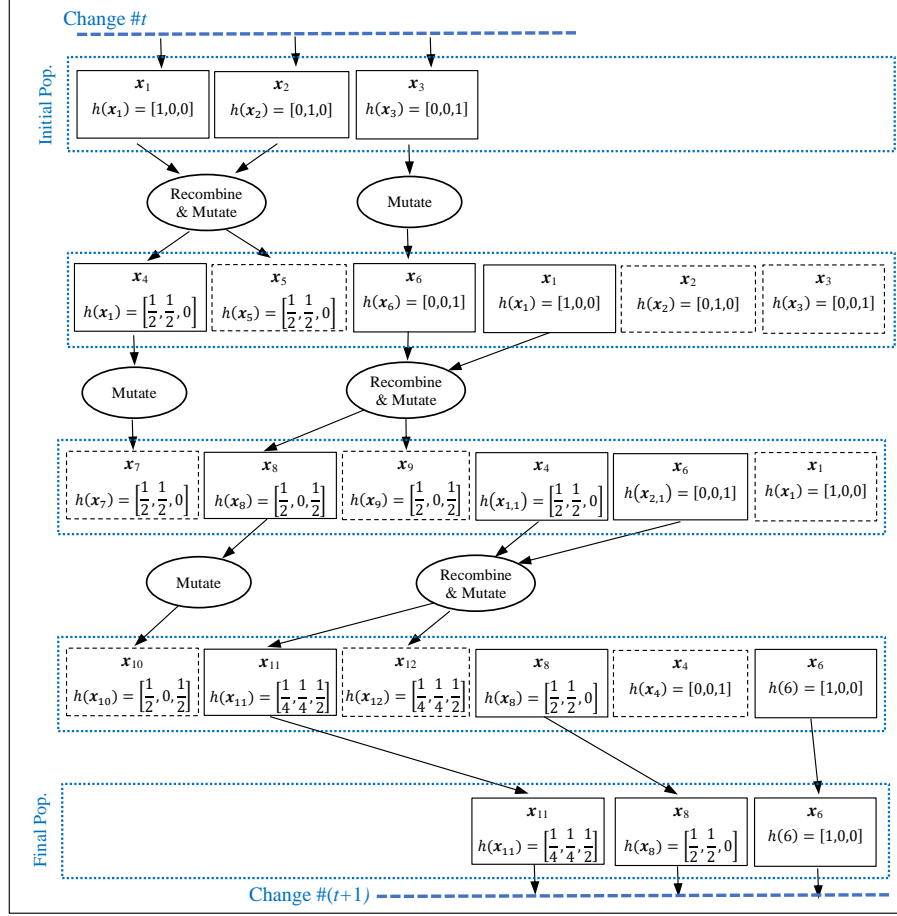 Change #t
Initial Pop.
x1 x2 x3
h(x1) = [1,0,0] h(x2) = [0,1,0] h(x3) = [0,0,1]
Recombine & Mutate
Mutate
x4 x5 x6 x1 x2 x3
h(x1) = [1/2, 1/2, 0] h(x5) = [1/2, 1/2, 0] h(x6) = [0,0,1] h(x1) = [1,0,0] h(x2) = [0,1,0] h(x3) = [0,0,1]
Mutate
Recombine & Mutate
x7 x8 x9 x4 x6 x1
h(x7) = [1/2, 1/2, 0] h(x8) = [1/2, 0, 1/2] h(x9) = [1/2, 0, 1/2] h(x1,1) = [1/2, 1/2, 0] h(x2,1) = [0,0,1] h(x1) = [1,0,0]
Mutate
Recombine & Mutate
x10 x11 x12 x8 x4 x6
h(x10) = [1/2, 0, 1/2] h(x11) = [1/4, 1/4, 1/2] h(x12) = [1/4, 1/4, 1/2] h(x8) = [1/2, 1/2, 0] h(x4) = [0,0,1] h(6) = [1,0,0]
Final Pop.
x11 x8 x6
h(x11) = [1/4, 1/4, 1/2] h(x8) = [1/2, 1/2, 0] h(6) = [1,0,0]
Change #(t+1)